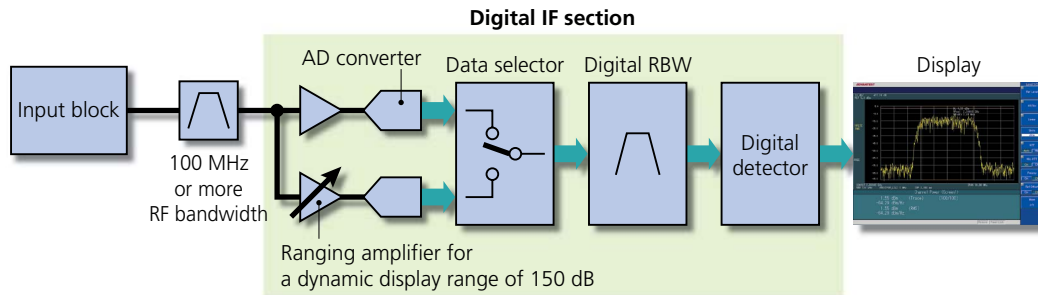 Digital IF section
AD converter
Data selector
Digital RBW
Display
Input block
Digital
detector
100 MHz
or more
RF bandwidth
Ranging amplifier for
a dynamic display range of 150 dB